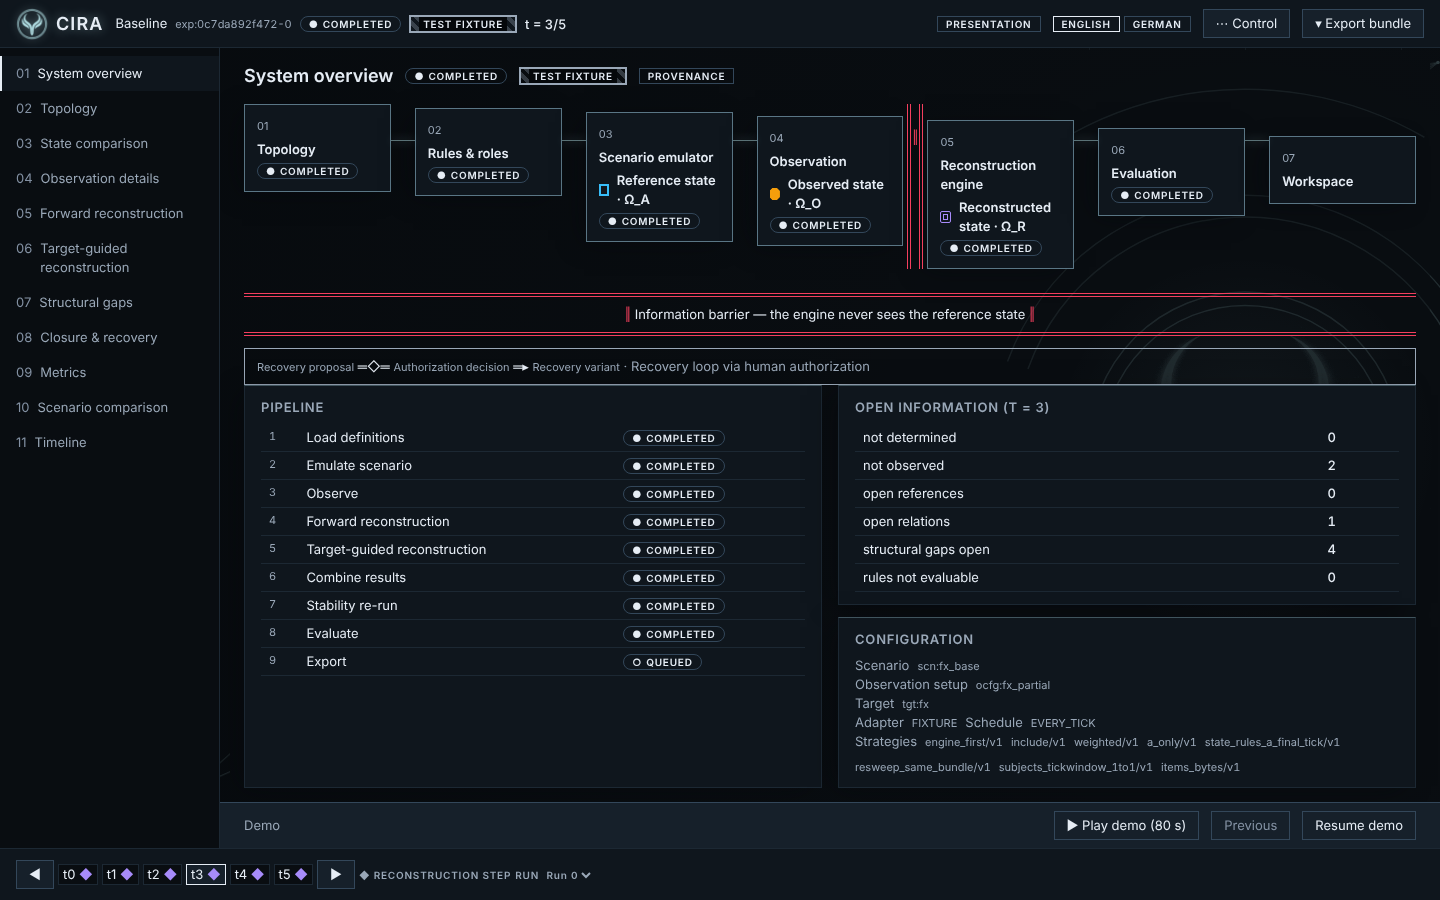 CIRA Baseline exp:0c7da892f472-0 COMPLETED TEST FIXTURE t = 3/5 PRESENTATION ENGLISH GERMAN ··· Control ▾ Export bundle
01 System overview
02 Topology
03 State comparison
04 Observation details
05 Forward reconstruction
06 Target-guided
reconstruction
07 Structural gaps
08 Closure & recovery
09 Metrics
10 Scenario comparison
11 Timeline
System overview COMPLETED TEST FIXTURE PROVENANCE
01
Topology
COMPLETED
02
Rules & roles
COMPLETED
03
Scenario emulator
Reference state
· Ω_A
COMPLETED
04
Observation
Observed state
· Ω_O
COMPLETED
05
Reconstruction
engine
Reconstructed
state · Ω_R
COMPLETED
06
Evaluation
COMPLETED
07
Workspace
Information barrier — the engine never sees the reference state
Recovery proposal Authorization decision Recovery variant · Recovery loop via human authorization
PIPELINE
1 Load definitions COMPLETED
2 Emulate scenario COMPLETED
3 Observe COMPLETED
4 Forward reconstruction COMPLETED
5 Target-guided reconstruction COMPLETED
6 Combine results COMPLETED
7 Stability re-run COMPLETED
8 Evaluate COMPLETED
9 Export QUEUED
OPEN INFORMATION (T = 3)
not determined 0
not observed 2
open references 0
open relations 1
structural gaps open 4
rules not evaluable 0
CONFIGURATION
Scenario scn:fx_base
Observation setup ocfg:fx_partial
Target tgt:fx
Adapter FIXTURE Schedule EVERY_TICK
Strategies engine_first/v1 include/v1 weighted/v1 a_only/v1 state_rules_a_final_tick/v1
resweep_same_bundle/v1 subjects_tickwindow_1to1/v1 items_bytes/v1
Demo ▶ Play demo (80 s) Previous Resume demo
◀ t0 ◆ t1 ◆ t2 ◆ t3 ◆ t4 ◆ t5 ◆ ▶ ◆ RECONSTRUCTION STEP RUN Run 0